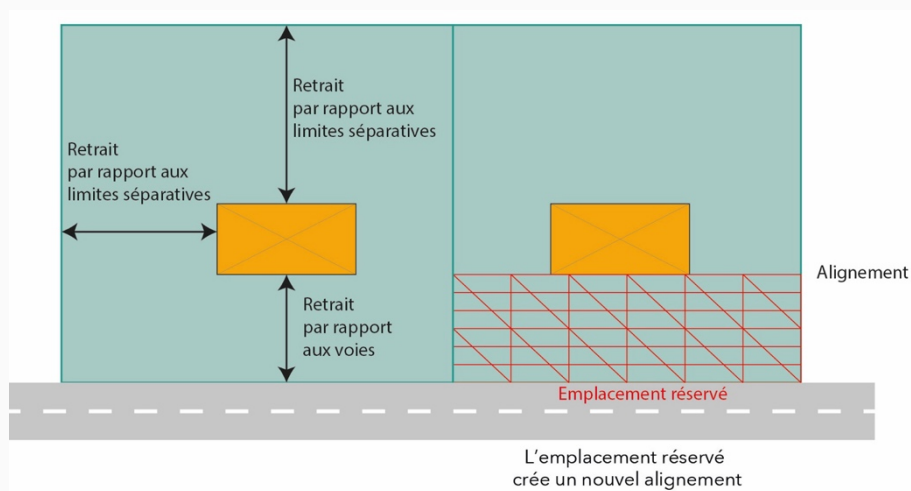 Retrait
par rapport aux
limites séparatives
Retrait
par rapport aux
limites séparatives
Retrait
par rapport
aux voies
Alignement
Emplacement réservé
L'emplacement réservé
crée un nouvel alignement